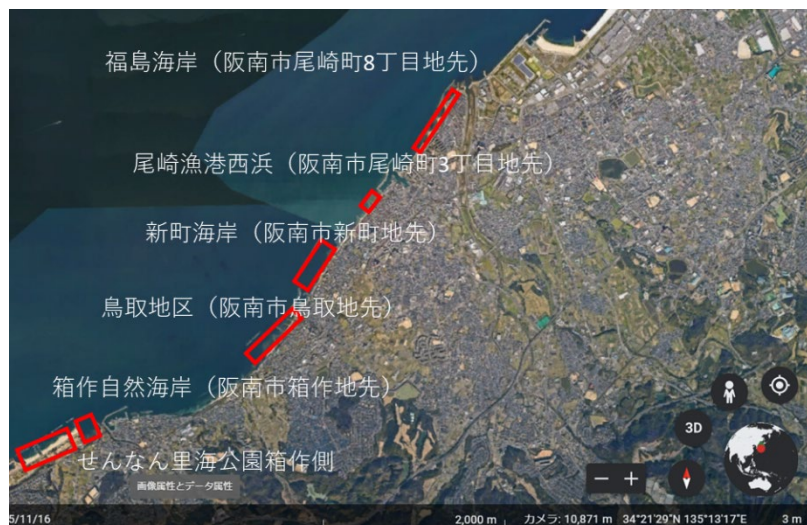 福島海岸（阪南市尾崎町8丁目地先）
尾崎漁港西浜（阪南市尾崎町3丁目地先）
新町海岸（阪南市新町地先）
鳥取地区（阪南市鳥取地先）
箱作自然海岸（阪南市箱作地先）
せんなん里海公園箱作側
画像属性とデータ属性
3D
5/11/16
2,000 m
カメラ: 10,871 m 34°21'29"N 135°13'17"E
3 m